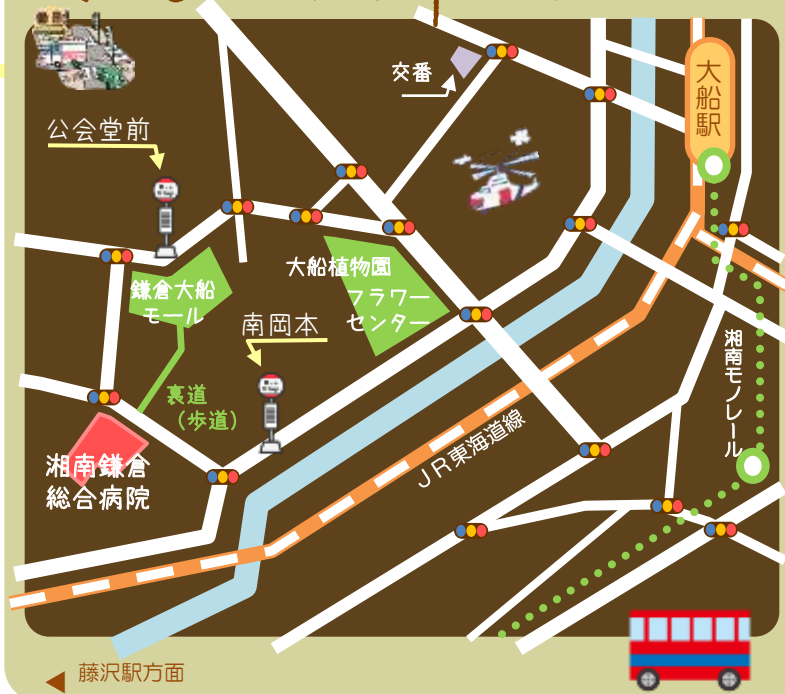 大船駅
交番
公会堂前
大船植物園
フラワー
センター
鎌倉大船
モール
南岡本
湘南モノレール
裏道
（歩道）
JR東海道線
湘南鎌倉
総合病院
藤沢駅方面